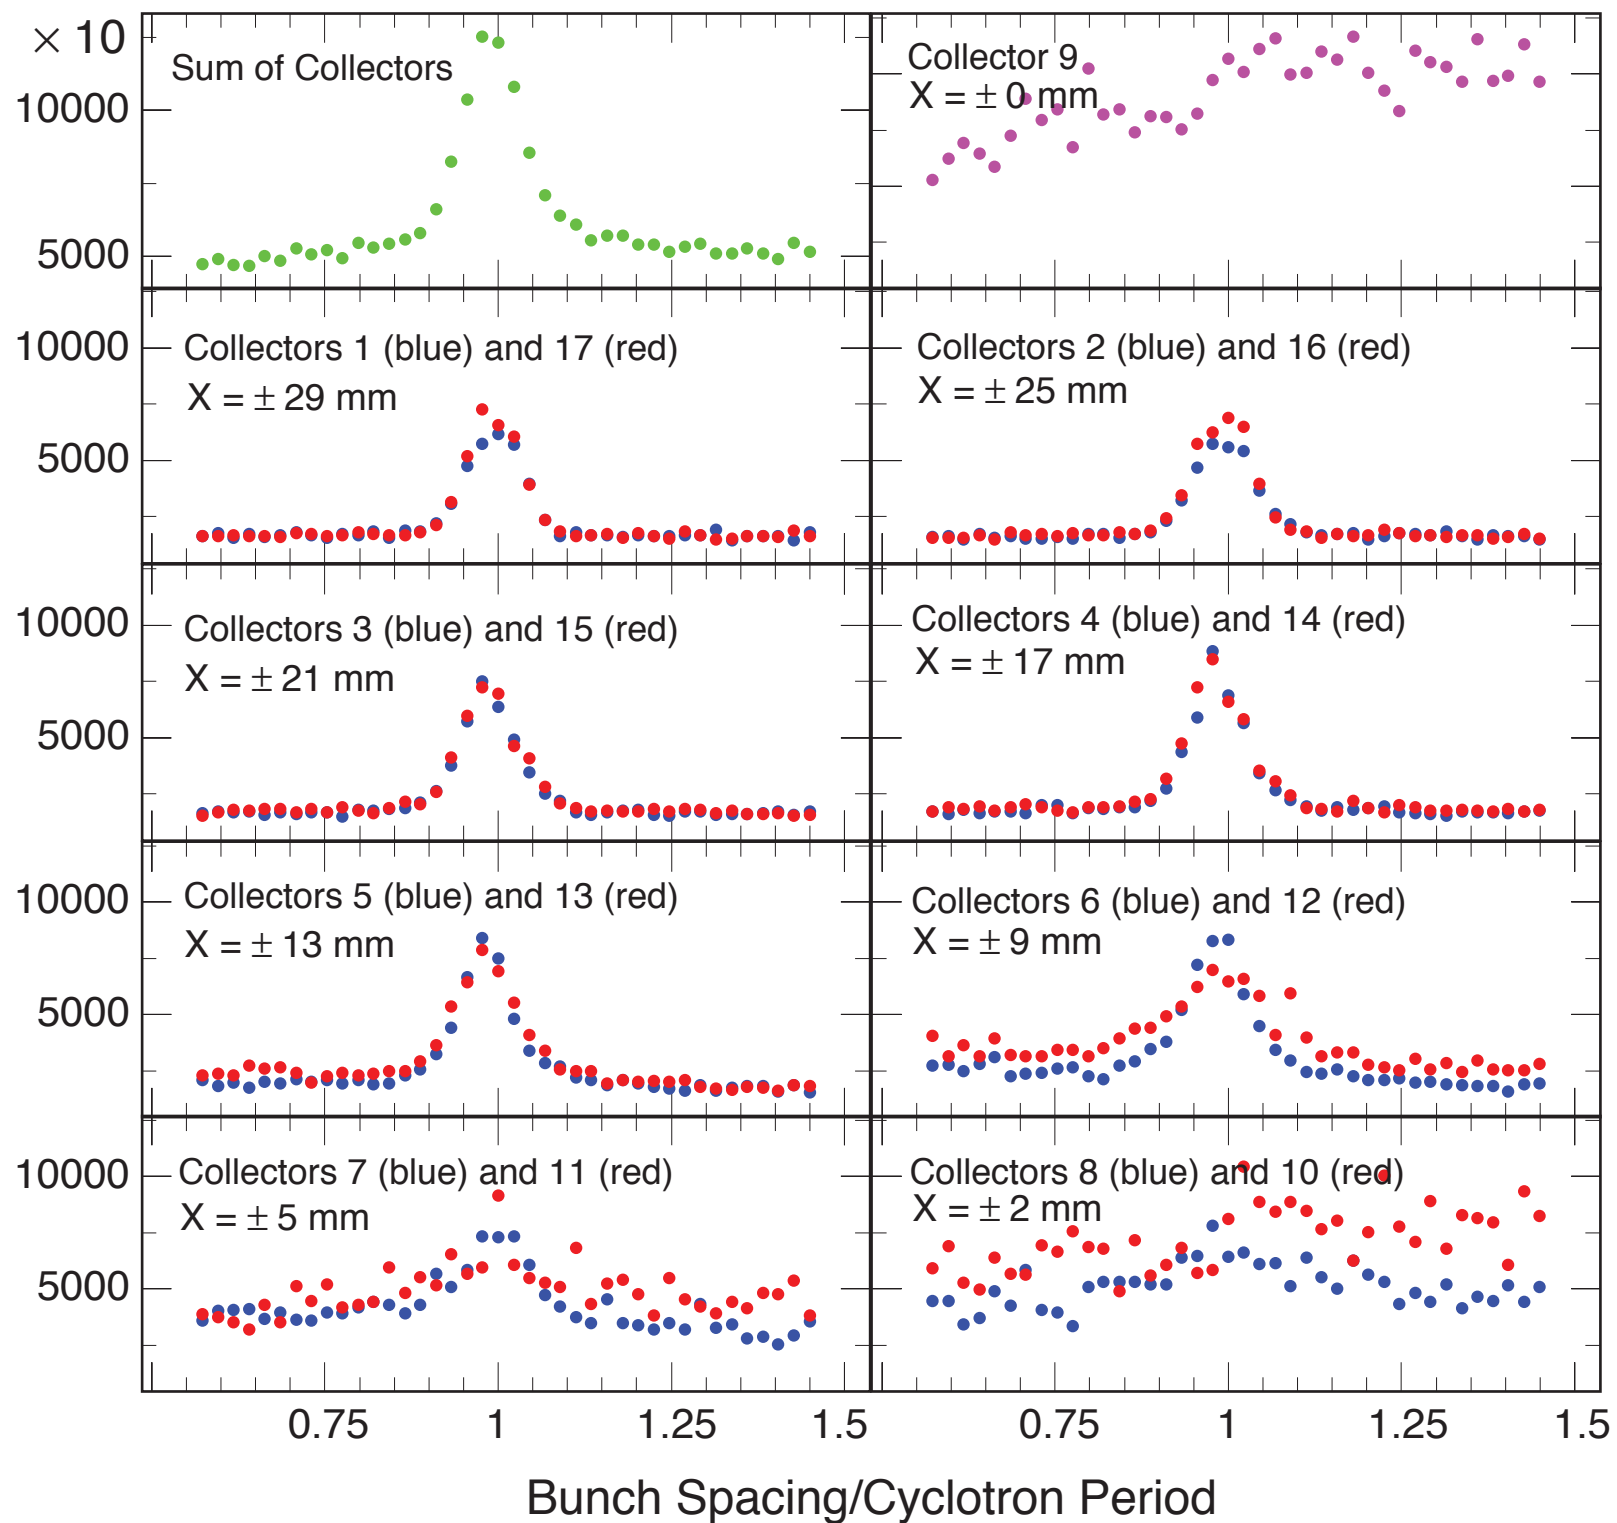 × 10
Sum of Collectors
10000
5000
Collector 9
X = ± 0 mm
10000
5000
Collectors 1 (blue) and 17 (red)
X = ± 29 mm
Collectors 2 (blue) and 16 (red)
X = ± 25 mm
10000
5000
Collectors 3 (blue) and 15 (red)
X = ± 21 mm
Collectors 4 (blue) and 14 (red)
X = ± 17 mm
10000
5000
Collectors 5 (blue) and 13 (red)
X = ± 13 mm
Collectors 6 (blue) and 12 (red)
X = ± 9 mm
10000
5000
Collectors 7 (blue) and 11 (red)
X = ± 5 mm
Collectors 8 (blue) and 10 (red)
X = ± 2 mm
0.75 1 1.25 1.5
0.75 1 1.25 1.5
Bunch Spacing/Cyclotron Period